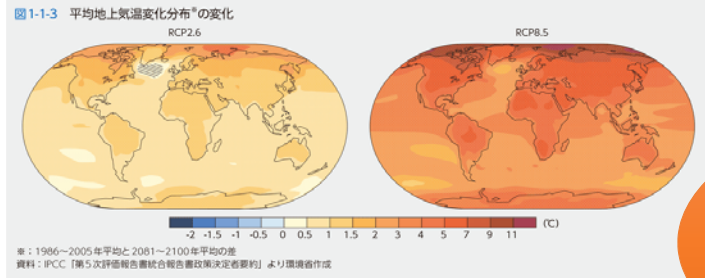 図1-1-3 平均地上気温変化分布※の変化
RCP2.6
RCP8.5
-2 -1.5 -1 -0.5 0 0.5 1 1.5 2 3 4 5 7 9 11 (℃)
※：1986～2005年平均と2081～2100年平均の差
資料：IPCC「第5次評価報告書統合報告書政策決定者要約」より環境省作成